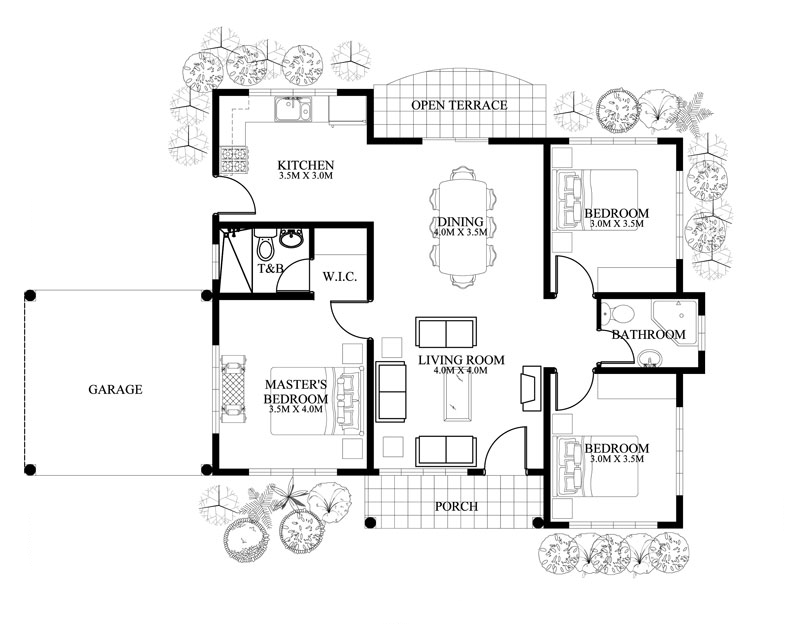 OPEN TERRACE
KITCHEN
3.5M X 3.0M
DINING
4.0M X 3.5M
BEDROOM
3.0M X 3.5M
T&B
W.I.C.
BATHROOM
LIVING ROOM
4.0M X 4.0M
GARAGE
MASTER'S
BEDROOM
3.5M X 4.0M
BEDROOM
3.0M X 3.5M
PORCH